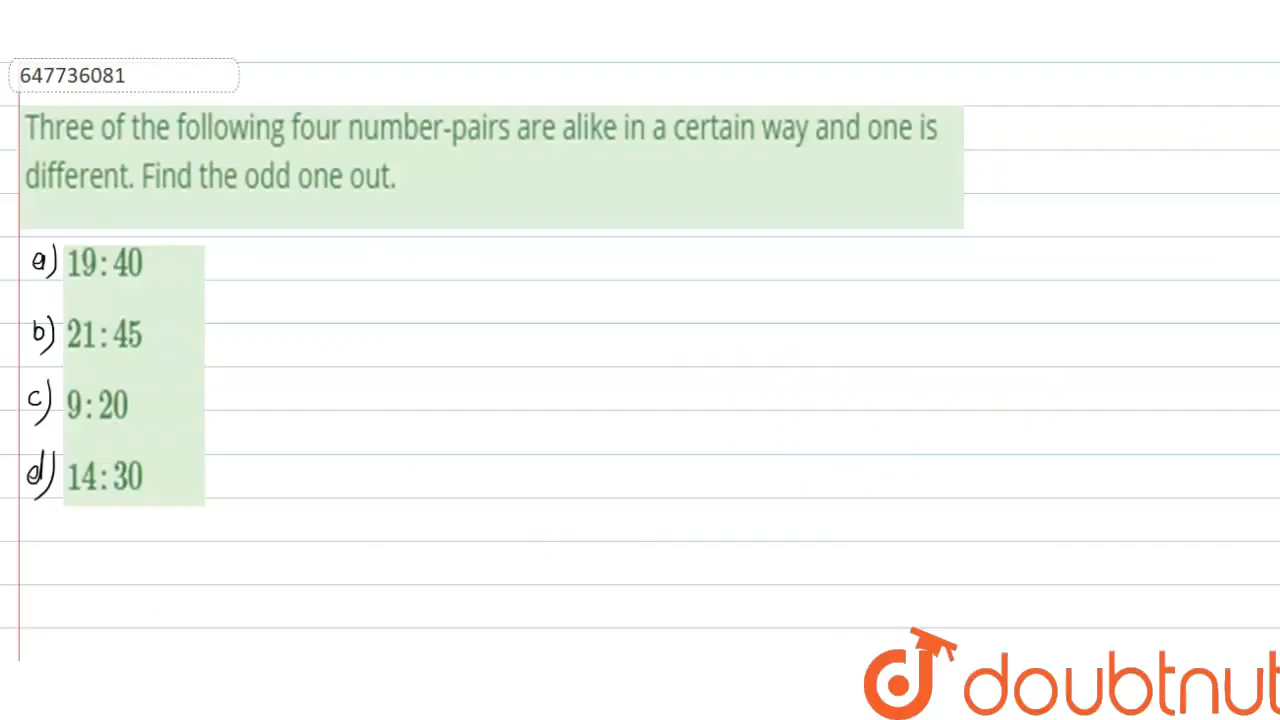 647736081
Three of the following four number-pairs are alike in a certain way and one is
different. Find the odd one out.
a) 19:40
b) 21:45
c) 9:20
d) 14:30
doubtnut